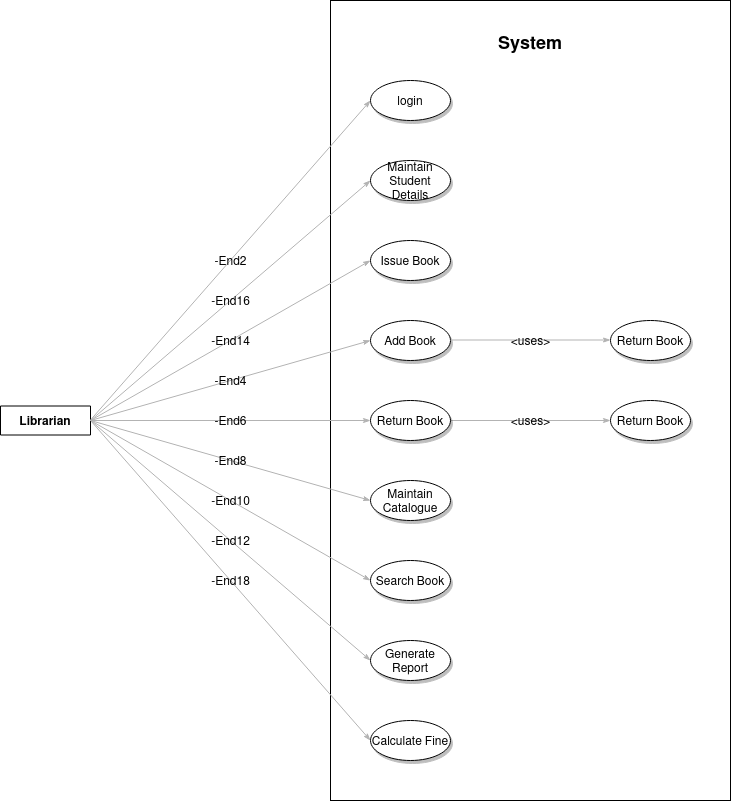 System
login
Maintain
Student
Details
-End2
Issue Book
-End16
-End14
Add Book
<uses>
Return Book
-End4
Librarian
-End6
Return Book
<uses>
Return Book
-End8
Maintain
Catalogue
-End10
-End12
Search Book
-End18
Generate
Report
Calculate Fine